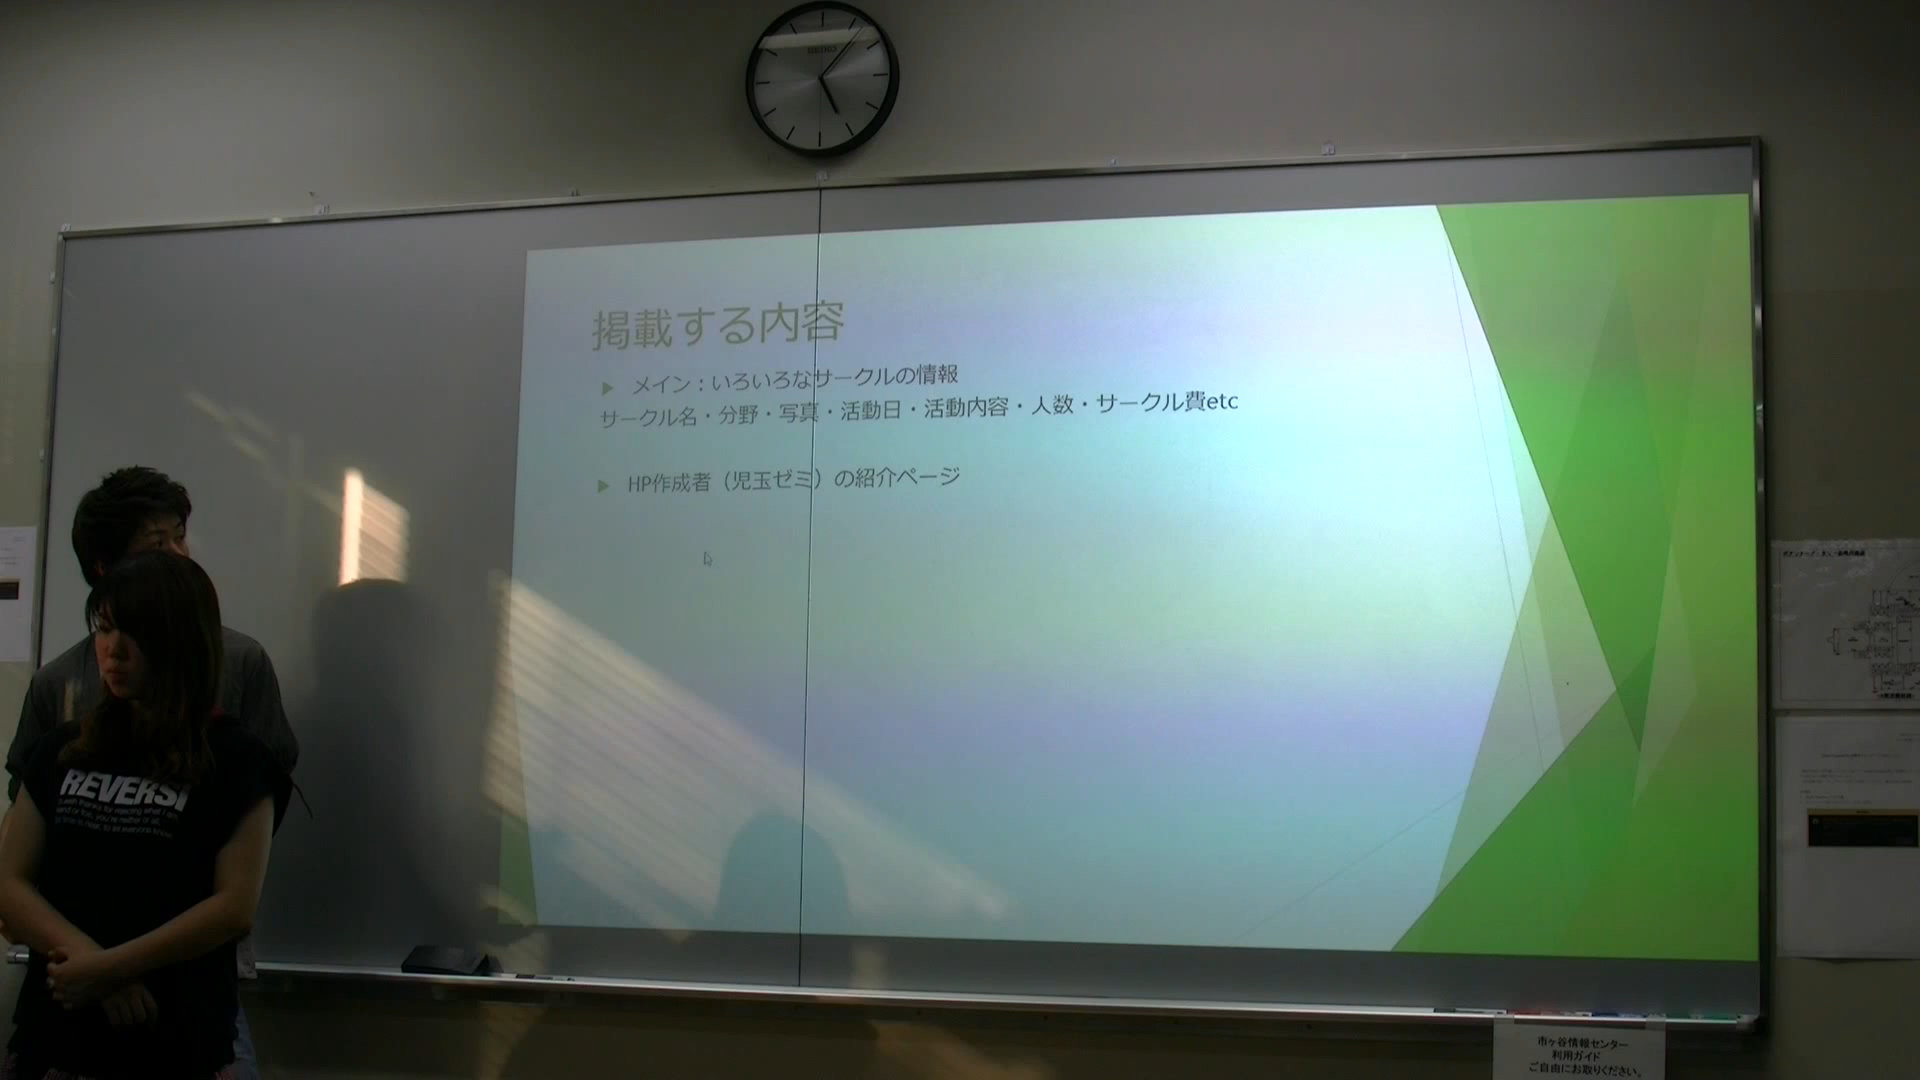 SEIKO
掲載する内容
メイン：いろいろなサークルの情報
サークル名・分野・写真・活動日・活動内容・人数・サークル費etc
HP作成者（児玉ゼミ）の紹介ページ
REVERSI
市ヶ谷情報センター
利用ガイド
ご自由にお取りください。